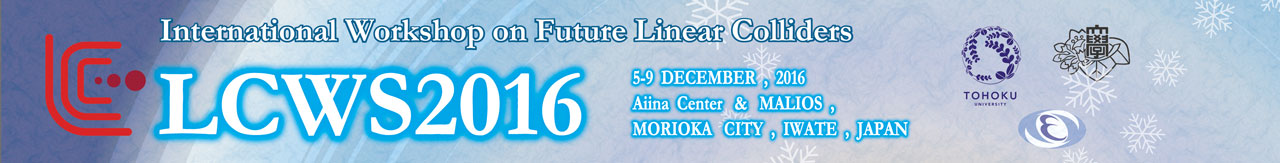 International Workshop on Future Linear Colliders
LCWS2016
5-9 DECEMBER , 2016
Aiina Center & MALIOS ,
MORIOKA CITY , IWATE , JAPAN
TOHOKU
UNIVERSITY